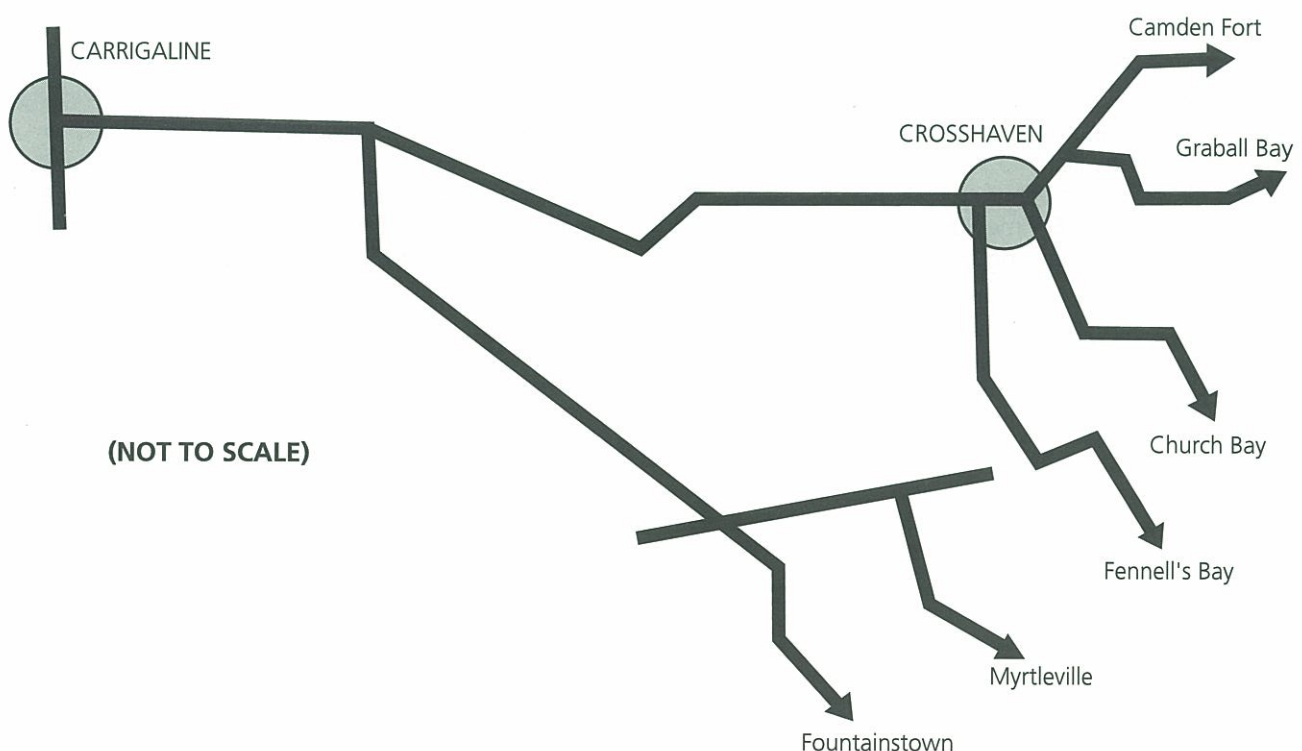 Camden Fort
CARRIGALINE
CROSSHAVEN
Graball Bay
(NOT TO SCALE)
Church Bay
Fennell's Bay
Myrtleville
Fountainstown